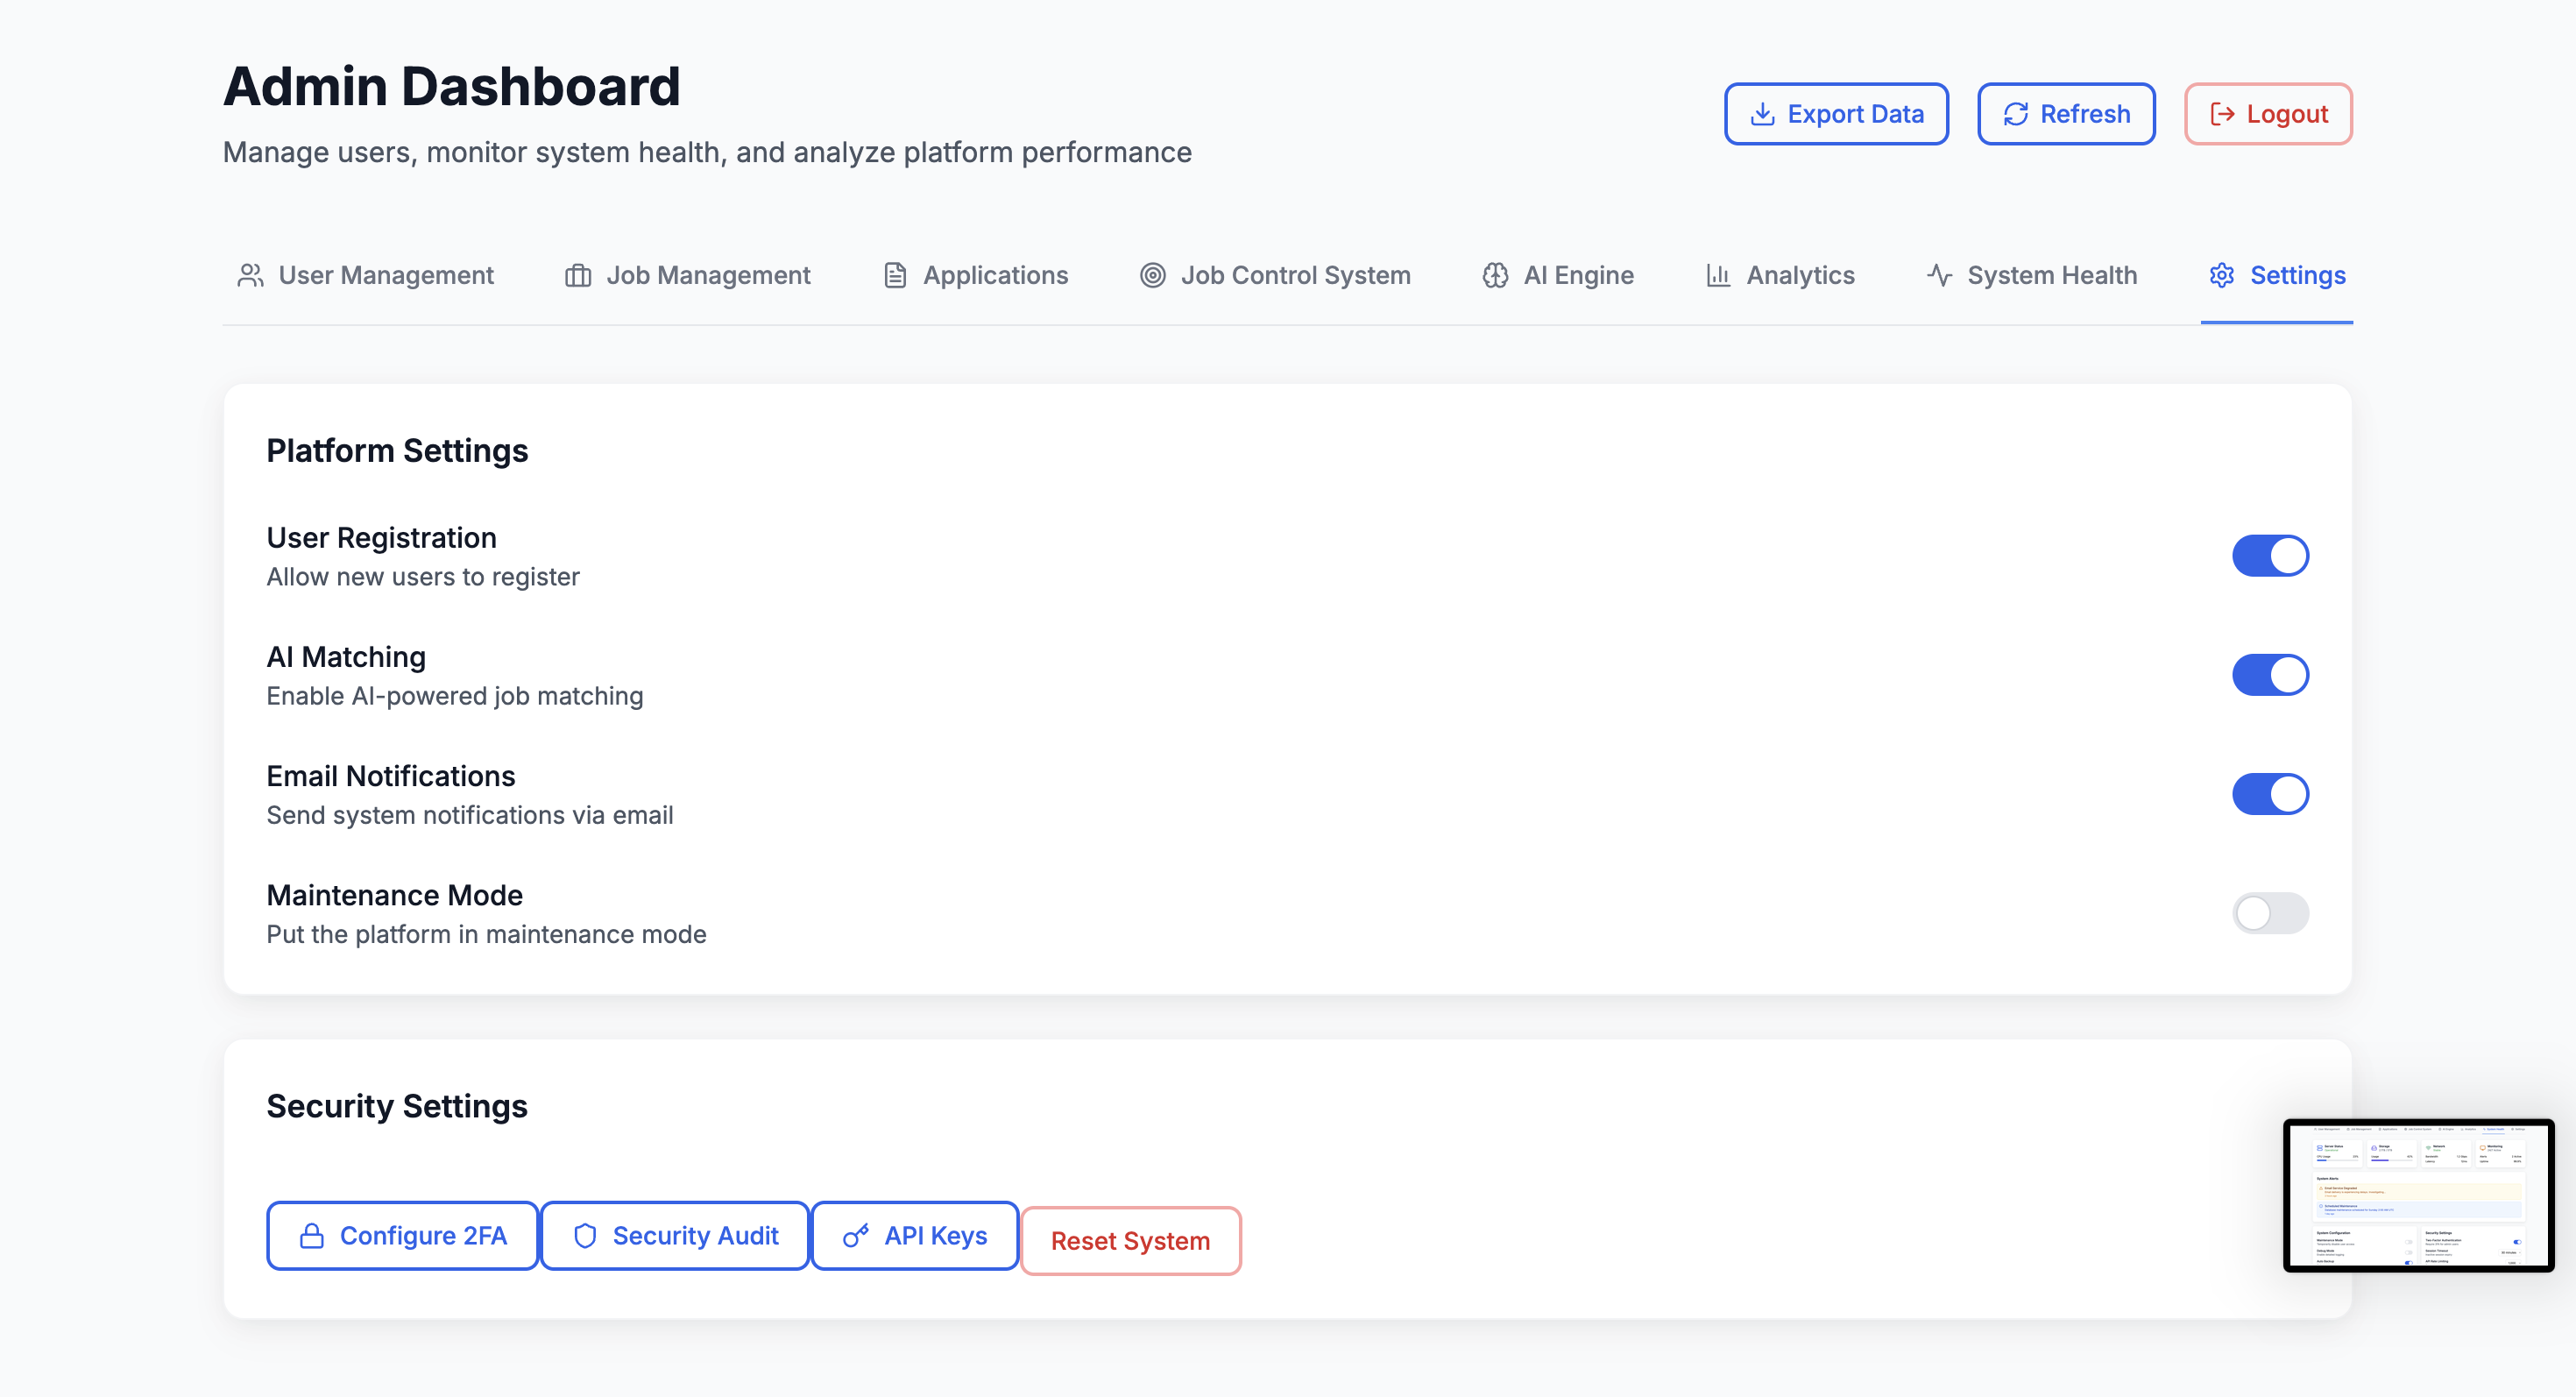 Admin Dashboard
Manage users, monitor system health, and analyze platform performance
Export Data
Refresh
Logout
User Management
Job Management
Applications
Job Control System
AI Engine
Analytics
System Health
Settings
Platform Settings
User Registration
Allow new users to register
AI Matching
Enable AI-powered job matching
Email Notifications
Send system notifications via email
Maintenance Mode
Put the platform in maintenance mode
Security Settings
Configure 2FA
Security Audit
API Keys
Reset System